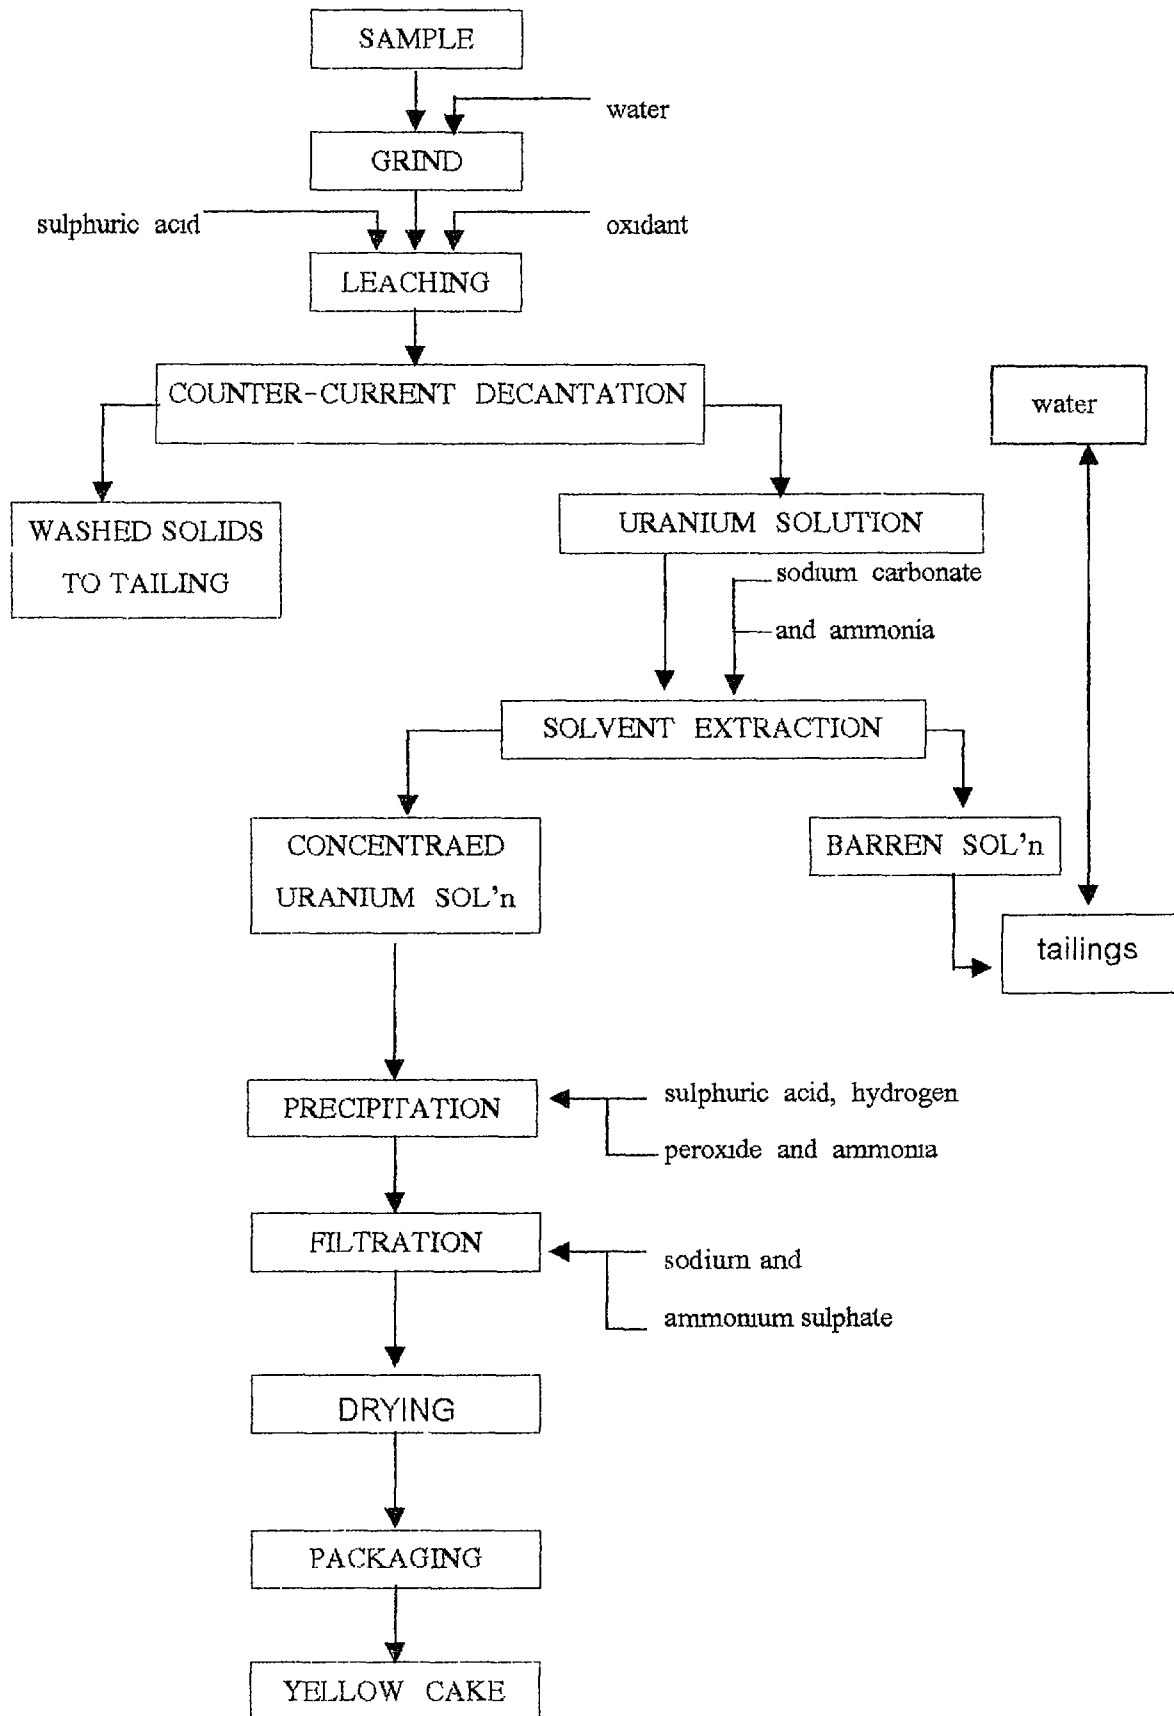 SAMPLE
water
GRIND
sulphuric acid
oxidant
LEACHING
COUNTER-CURRENT DECANTATION
water
WASHED SOLIDS
TO TAILING
URANIUM SOLUTION
sodium carbonate
and ammonia
SOLVENT EXTRACTION
CONCENTRAED
URANIUM SOL'n
BARREN SOL'n
tailings
PRECIPITATION
sulphuric acid, hydrogen
peroxide and ammonia
FILTRATION
sodium and
ammonium sulphate
DRYING
PACKAGING
YELLOW CAKE